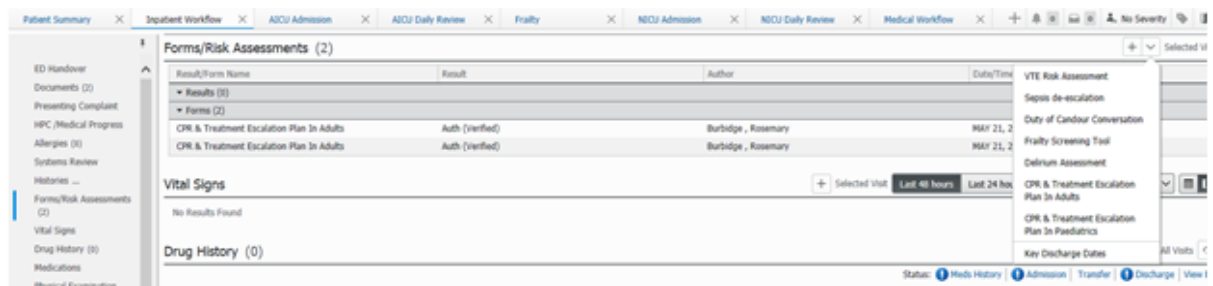 Patient Summary Inpatient Workflow AICU Admission AICU Daily Review Frailty NICU Admission NICU Daily Review Medical Workflow No Severity
Forms/Risk Assessments (2)
Selected
ED Handover
Documents (2)
Presenting Complaint
HPC /Medical Progress
Allergies (0)
Systems Review
Histories ...
Forms/Risk Assessments
(2)
Vital Signs
Drug History (0)
Medications
Physical Examination
Result/Form Name Result Author Date/Time
Results (0)
Forms (2)
CPR & Treatment Escalation Plan In Adults Auth (Verified) Burbidge , Rosemary MAY 21, 2
CPR & Treatment Escalation Plan In Adults Auth (Verified) Burbidge , Rosemary MAY 21, 2
VTE Risk Assessment
Sepsis de-escalation
Duty of Candour Conversation
Frailty Screening Tool
Delirium Assessment
CPR & Treatment Escalation
Plan In Adults
CPR & Treatment Escalation
Plan In Paediatrics
Key Discharge Dates
Vital Signs
Selected Visit Last 48 hours Last 24 hou
No Results Found
Drug History (0)
All Visits
Status: Meds History Admission Transfer Discharge View